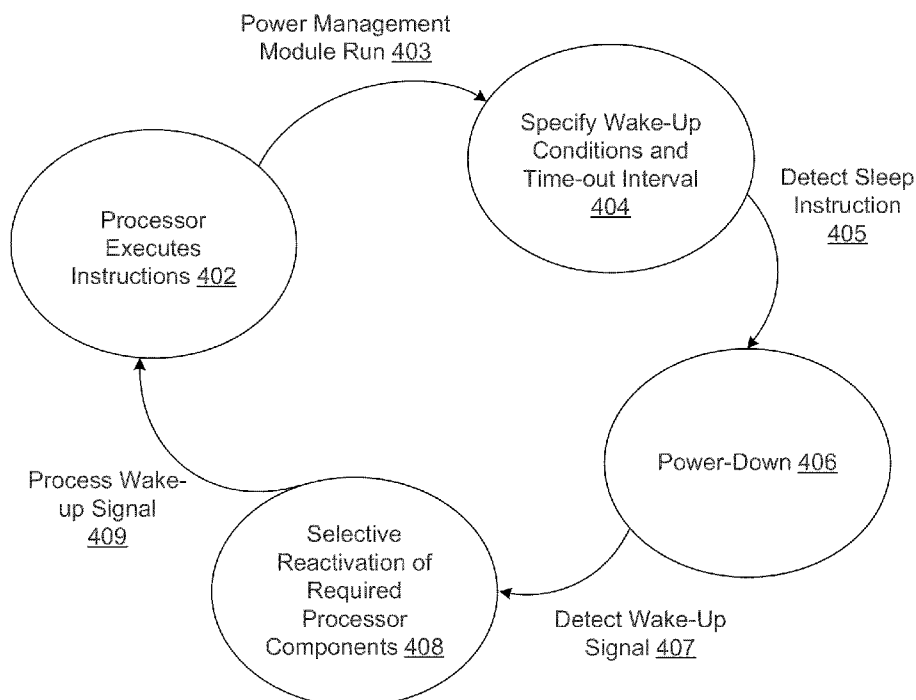 Power Management
Module Run 403
Specify Wake-Up
Conditions and
Time-out Interval
404
Detect Sleep
Instruction
405
Processor
Executes
Instructions 402
Power-Down 406
Process Wake-
up Signal
409
Selective
Reactivation of
Required
Processor
Components 408
Detect Wake-Up
Signal 407